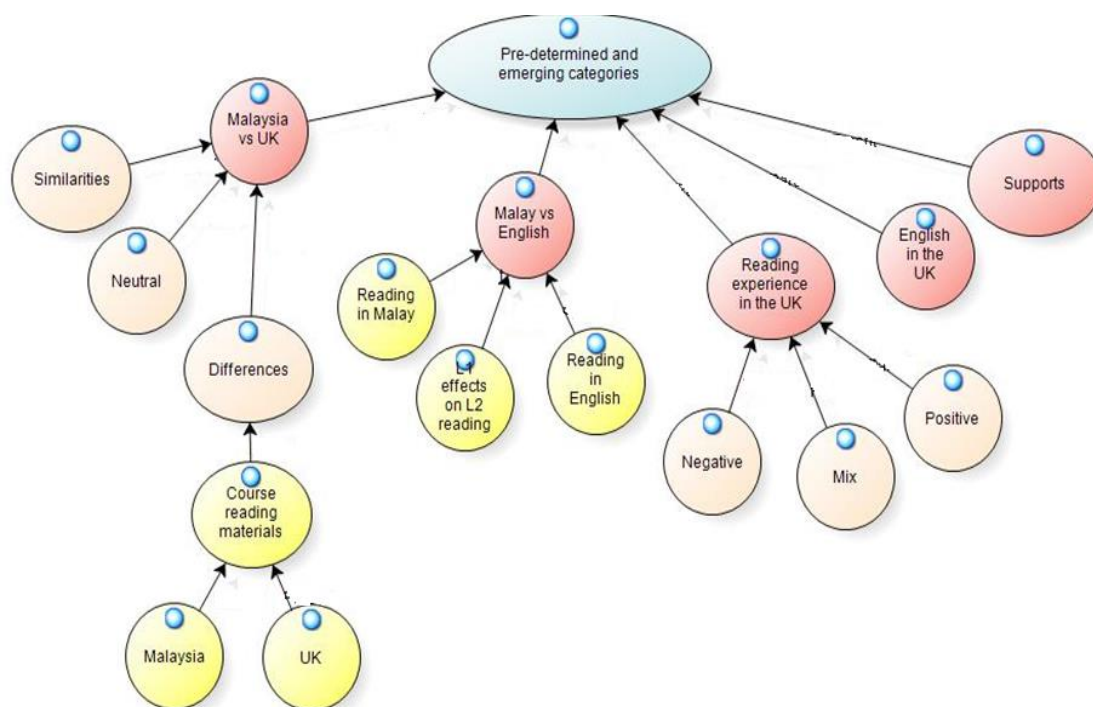 Pre-determined and
emerging categories
Malaysia
vs UK
Similarities
Neutral
Differences
Course
reading
materials
Malaysia
UK
Malay vs
English
Reading
in Malay
L1
effects
on L2
reading
Reading
in
English
Reading
experience
in the UK
Negative
Mix
Positive
English
in the
UK
Supports